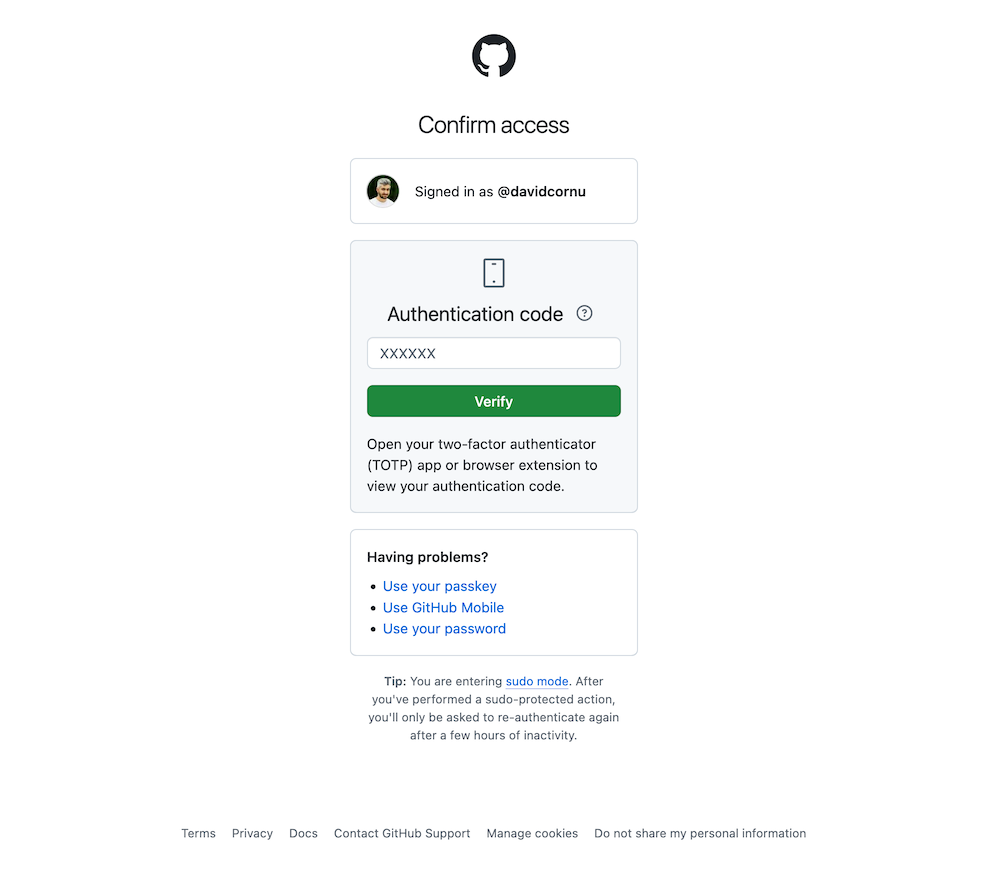 Confirm access
Signed in as @davidcornu
Authentication code ?
XXXXXX
Verify
Open your two-factor authenticator
(TOTP) app or browser extension to
view your authentication code.
Having problems?
• Use your passkey
• Use GitHub Mobile
• Use your password
Tip: You are entering sudo mode. After
you've performed a sudo-protected action,
you'll only be asked to re-authenticate again
after a few hours of inactivity.
Terms Privacy Docs Contact GitHub Support Manage cookies Do not share my personal information